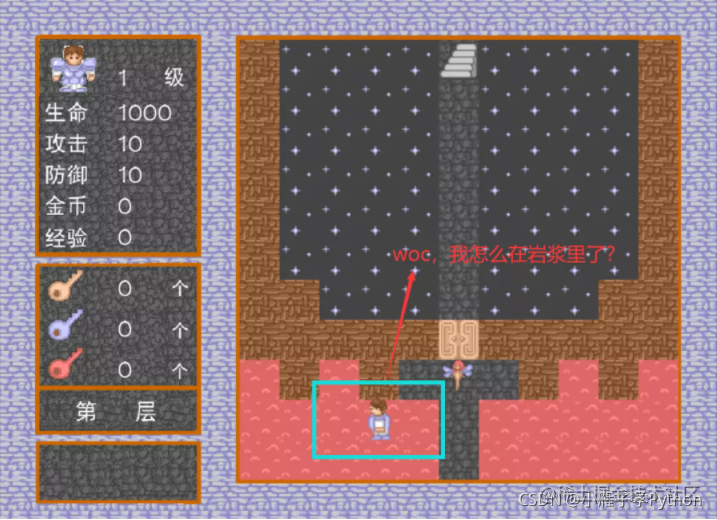 1 级
生命 1000
攻击 10
防御 10
金币 0
经验 0
0 个
0 个
0 个
第 层
woc，我怎么在岩浆里了？